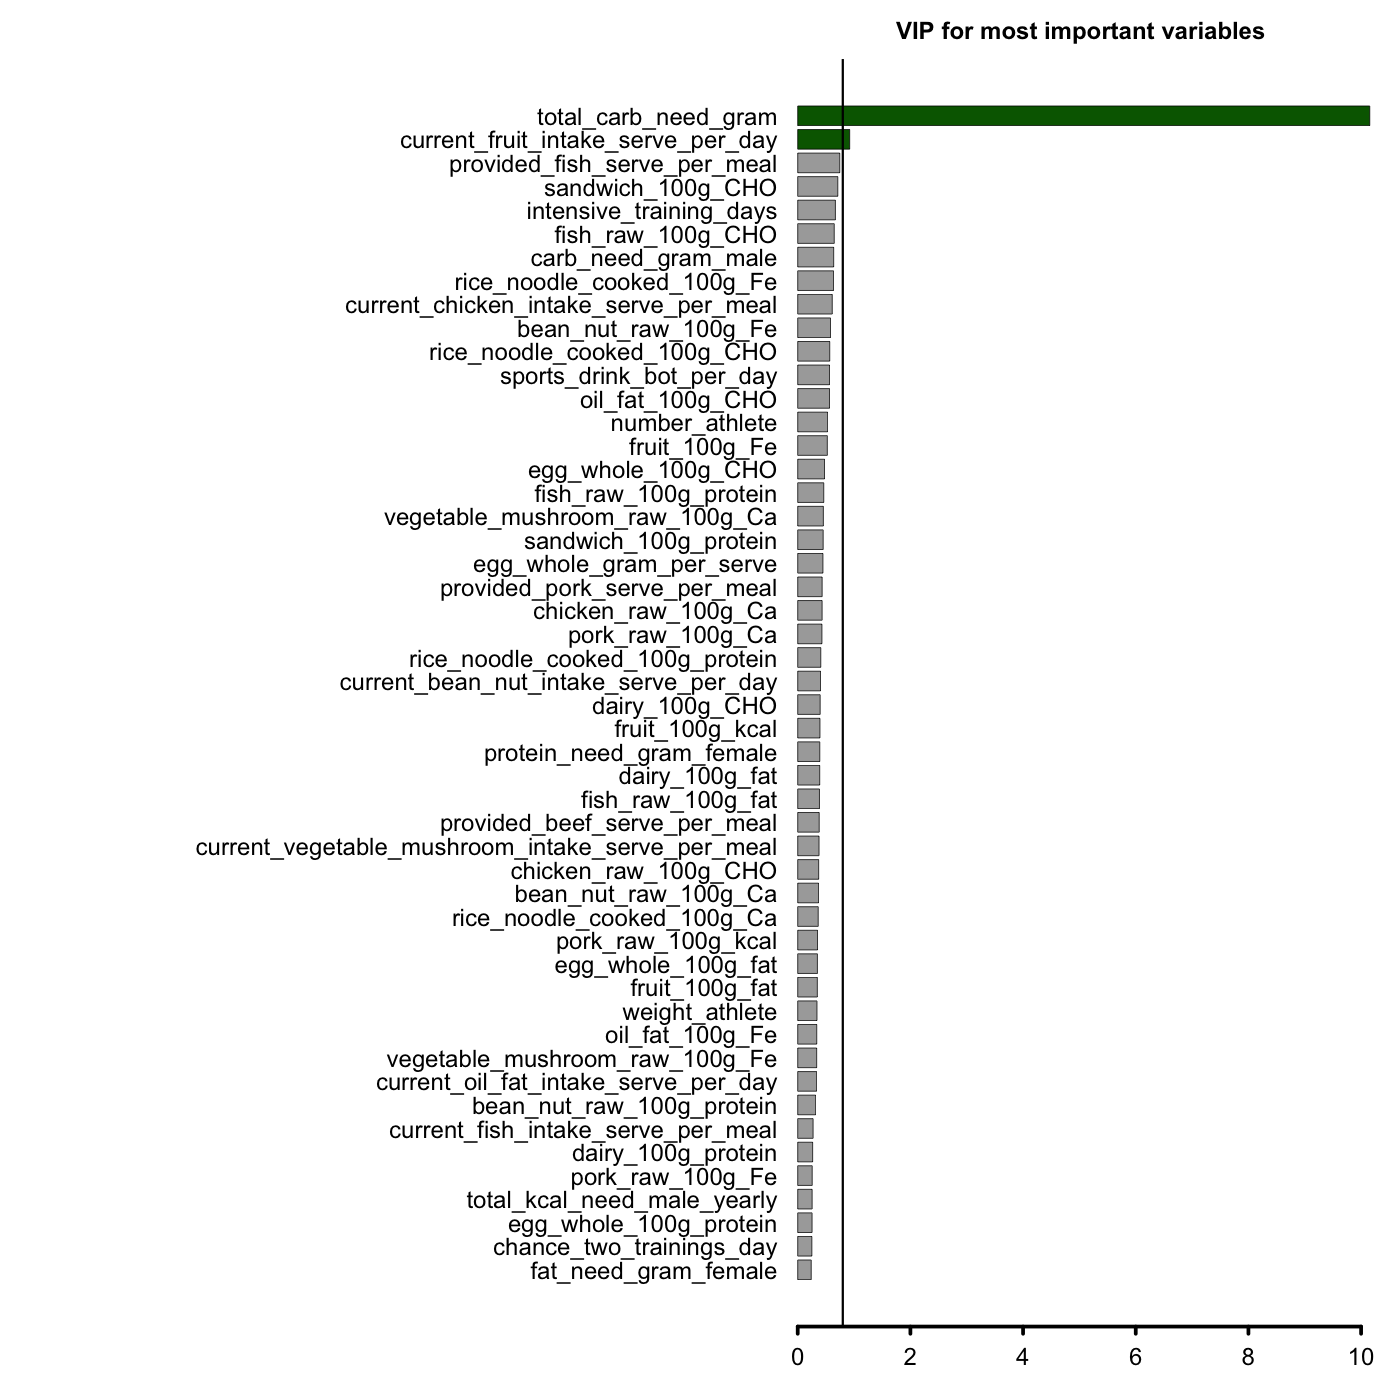 VIP for most important variables
total_carb_need_gram
current_fruit_intake_serve_per_day
provided_fish_serve_per_meal
sandwich_100g_CHO
intensive_training_days
fish_raw_100g_CHO
carb_need_gram_male
rice_noodle_cooked_100g_Fe
current_chicken_intake_serve_per_meal
bean_nut_raw_100g_Fe
rice_noodle_cooked_100g_CHO
sports_drink_bot_per_day
oil_fat_100g_CHO
number_athlete
fruit_100g_Fe
egg_whole_100g_CHO
fish_raw_100g_protein
vegetable_mushroom_raw_100g_Ca
sandwich_100g_protein
egg_whole_gram_per_serve
provided_pork_serve_per_meal
chicken_raw_100g_Ca
pork_raw_100g_Ca
rice_noodle_cooked_100g_protein
current_bean_nut_intake_serve_per_day
dairy_100g_CHO
fruit_100g_kcal
protein_need_gram_female
dairy_100g_fat
fish_raw_100g_fat
provided_beef_serve_per_meal
current_vegetable_mushroom_intake_serve_per_meal
chicken_raw_100g_CHO
bean_nut_raw_100g_Ca
rice_noodle_cooked_100g_Ca
pork_raw_100g_kcal
egg_whole_100g_fat
fruit_100g_fat
weight_athlete
oil_fat_100g_Fe
vegetable_mushroom_raw_100g_Fe
current_oil_fat_intake_serve_per_day
bean_nut_raw_100g_protein
current_fish_intake_serve_per_meal
dairy_100g_protein
pork_raw_100g_Fe
total_kcal_need_male_yearly
egg_whole_100g_protein
chance_two_trainings_day
fat_need_gram_female
0 2 4 6 8 10